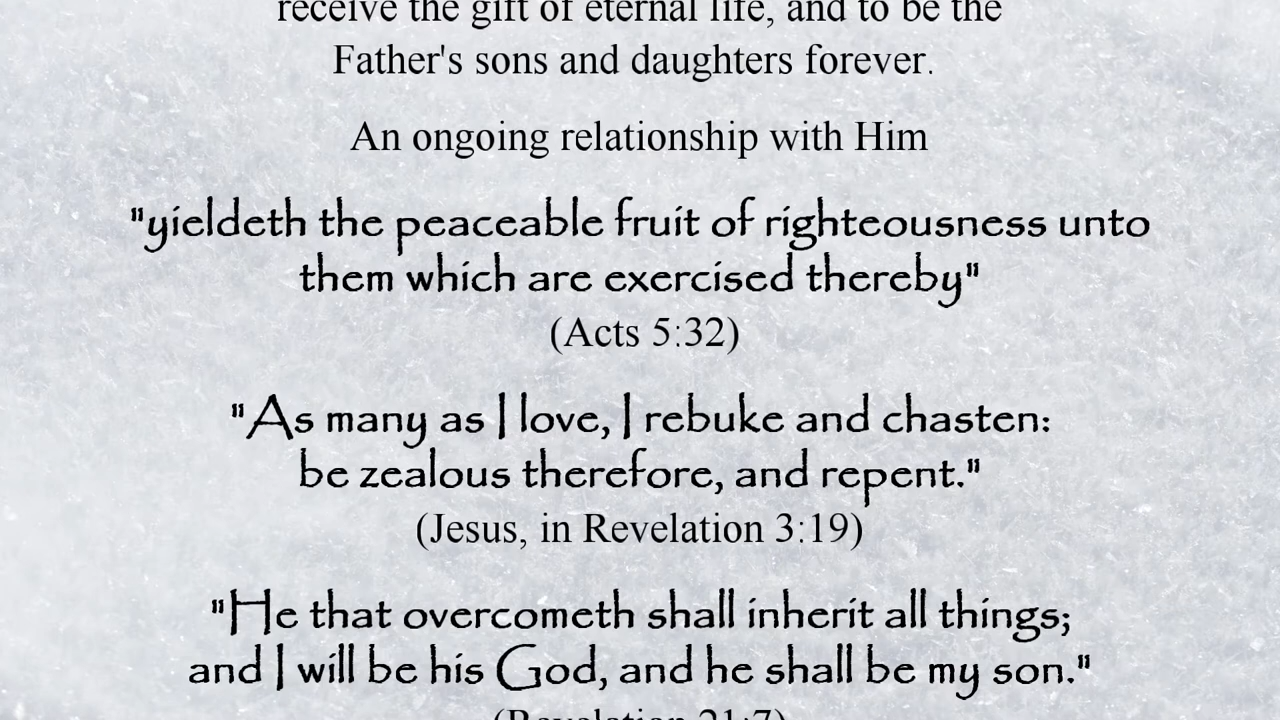 receive the gift of eternal life, and to be the
Father's sons and daughters forever.
An ongoing relationship with Him
"yieldeth the peaceable fruit of righteousness unto
them which are exercised thereby"
(Acts 5:32)
"As many as I love, I rebuke and chasten:
be zealous therefore, and repent."
(Jesus, in Revelation 3:19)
"He that overcometh shall inherit all things;
and I will be his God, and he shall be my son."
(Revelation 21:7)